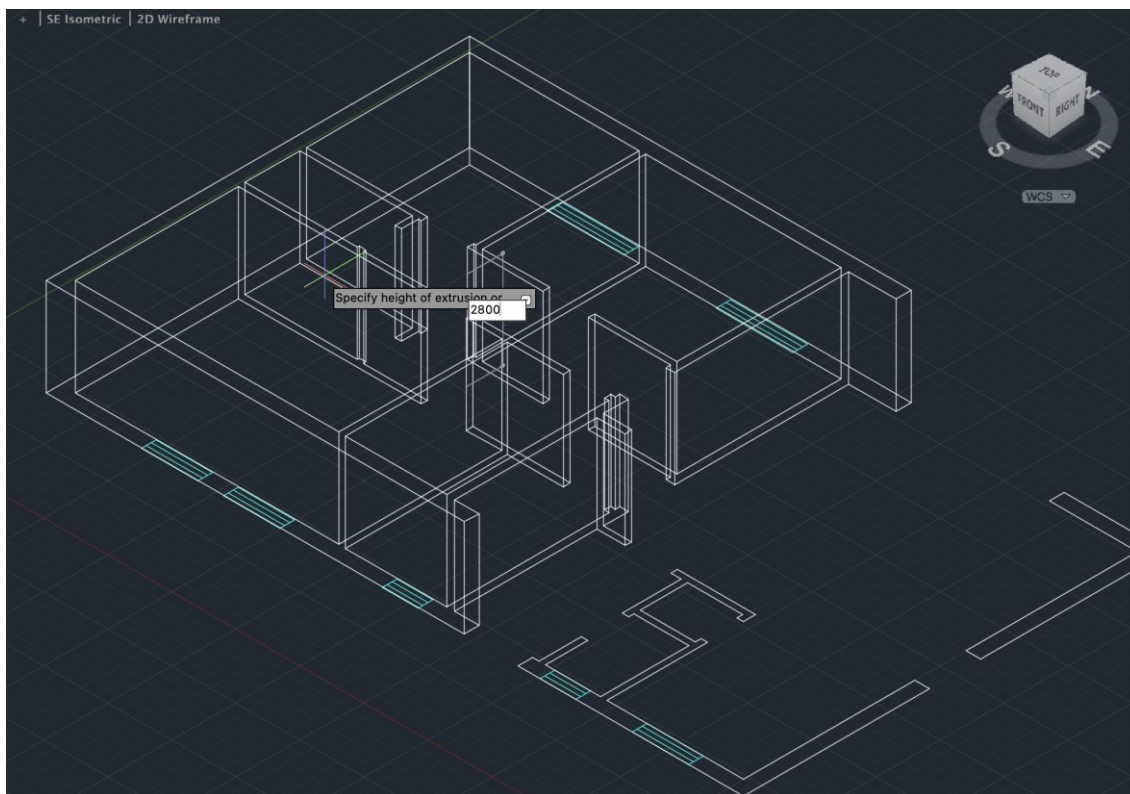 + | SE Isometric | 2D Wireframe
TOP
FRONT
RIGHT
W
N
S
E
WCS
Specify height of extrusion or
2800